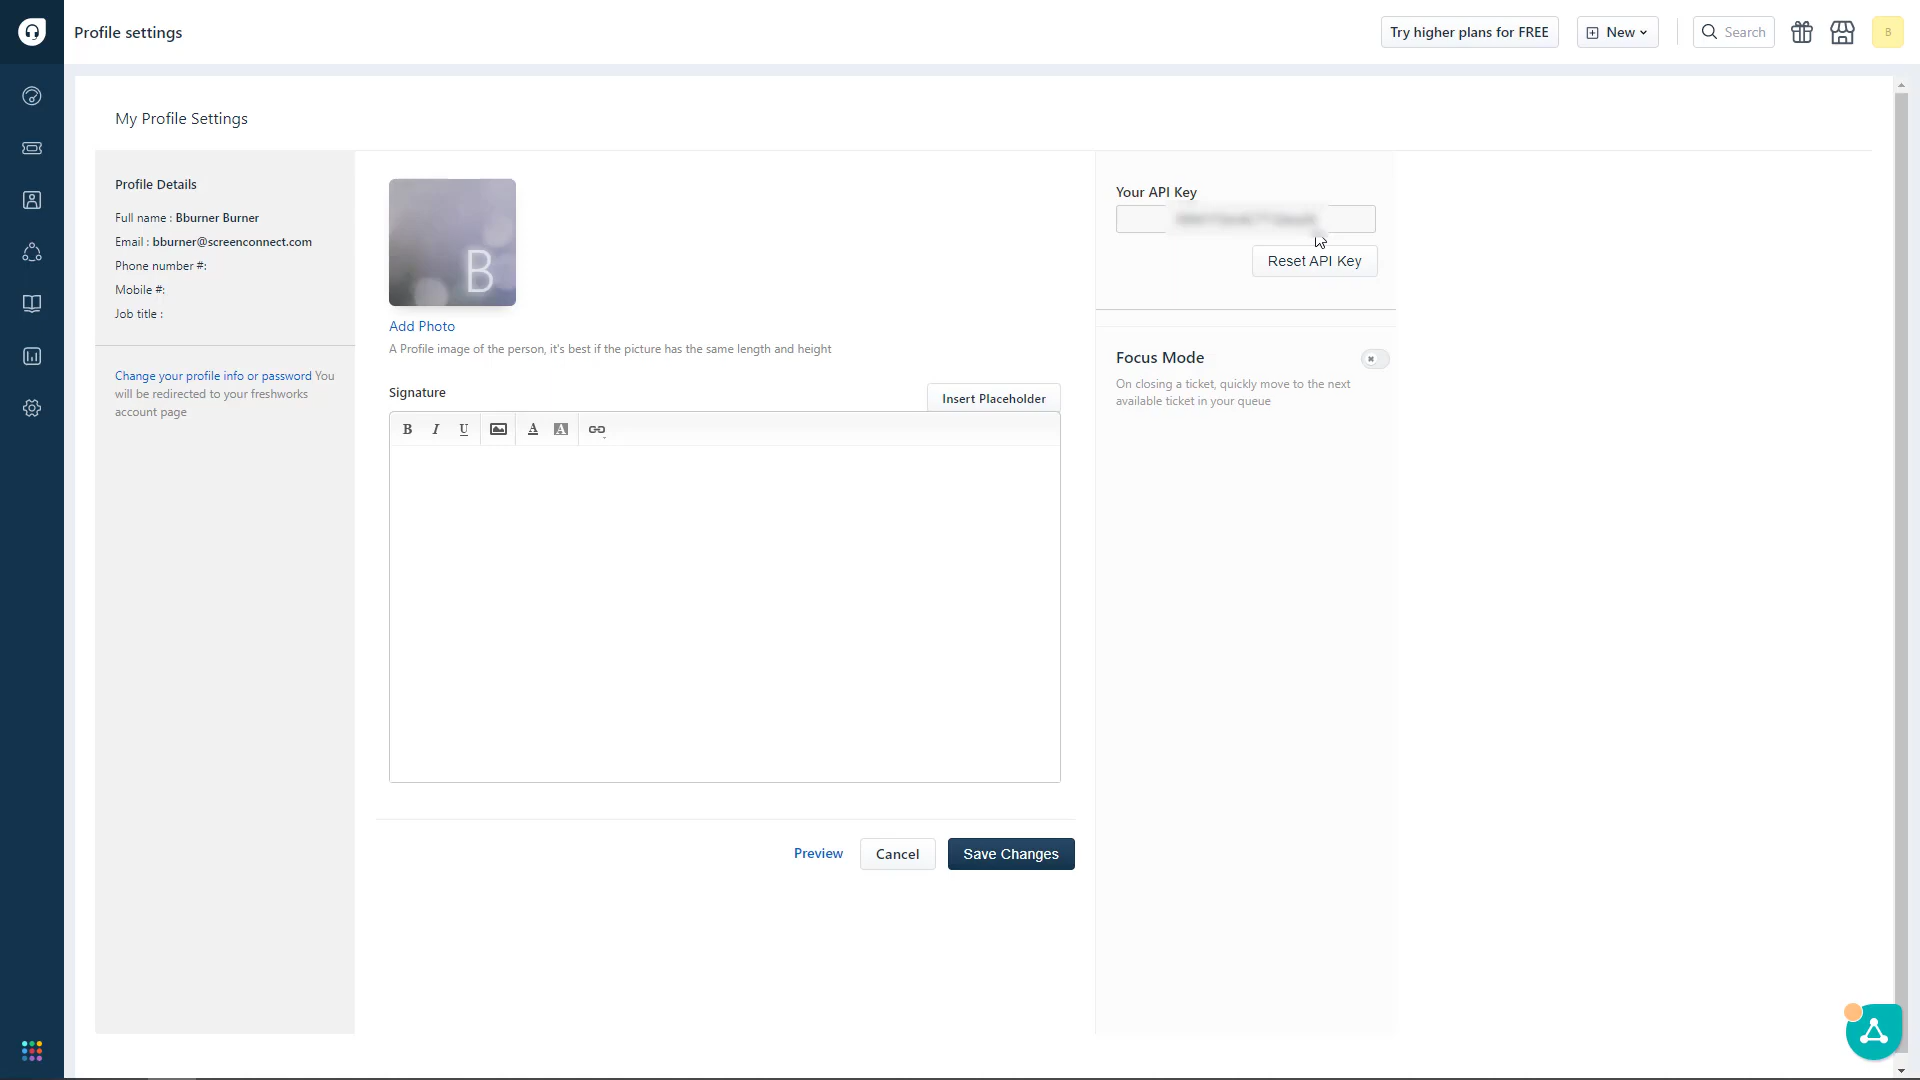 Profile settings
Try higher plans for FREE
New
Search
B
My Profile Settings
Profile Details
Full name : Bburner Burner
Email : bburner@screenconnect.com
Phone number #:
Mobile #:
Job title :
Change your profile info or password You
will be redirected to your freshworks
account page
B
Add Photo
A Profile image of the person, it's best if the picture has the same length and height
Signature
Insert Placeholder
B I U A A
Preview
Cancel
Save Changes
Your API Key
Reset API Key
Focus Mode
On closing a ticket, quickly move to the next
available ticket in your queue